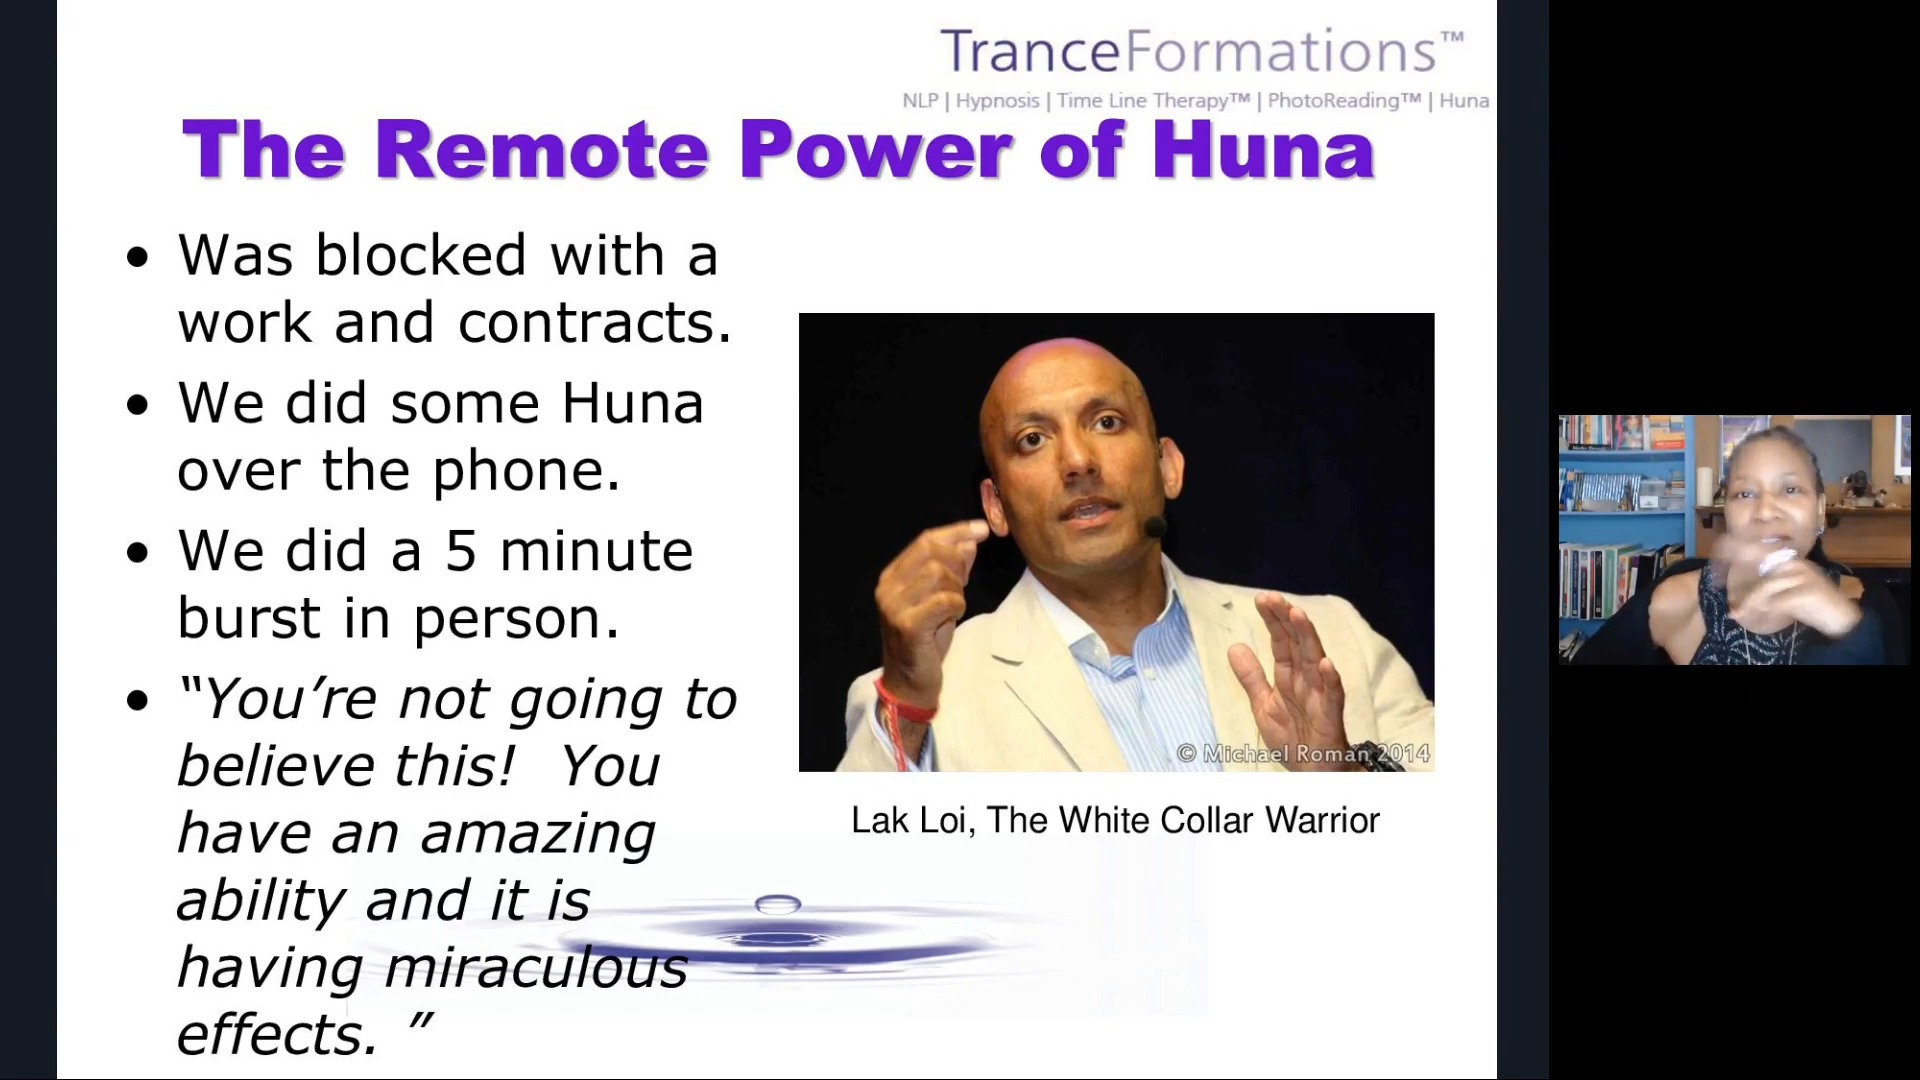 TranceFormations™
NLP | Hypnosis | Time Line Therapy™ | PhotoReading™ | Huna
The Remote Power of Huna
• Was blocked with a
work and contracts.
• We did some Huna
over the phone.
• We did a 5 minute
burst in person.
• “You’re not going to
believe this!  You
have an amazing
ability and it is
having miraculous
effects. ”
© Michael Roman 2014
Lak Loi, The White Collar Warrior